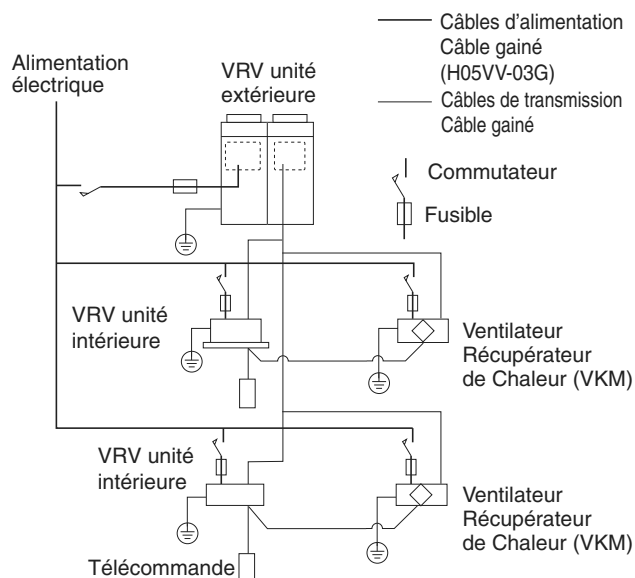 Alimentation
électrique
VRV unité
extérieure
Câbles d'alimentation
Câble gainé
(H05VV-03G)
Câbles de transmission
Câble gainé
Commutateur
Fusible
VRV unité
intérieure
Ventilateur
Récupérateur
de Chaleur (VKM)
VRV unité
intérieure
Ventilateur
Récupérateur
de Chaleur (VKM)
Télécommande